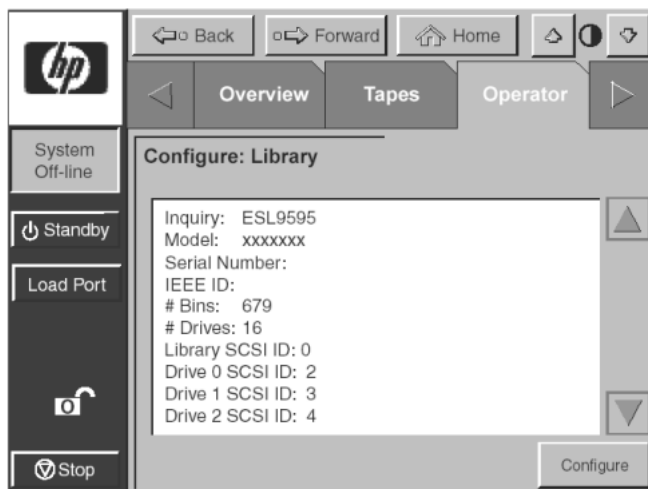 hp
Back
Forward
Home
Overview
Tapes
Operator
System
Off-line
Configure: Library
Standby
Load Port
Inquiry: ESL9595
Model: xxxxxxx
Serial Number:
IEEE ID:
# Bins: 679
# Drives: 16
Library SCSI ID: 0
Drive 0 SCSI ID: 2
Drive 1 SCSI ID: 3
Drive 2 SCSI ID: 4
Stop
Configure